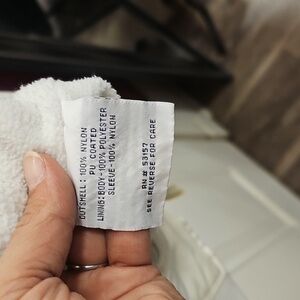 OUTSHELL: 100% NYLON
PU COATED
LINING: BODY-100% POLYESTER
SLEEVE-100% NYLON
RN # 53157
SEE REVERSE FOR CARE